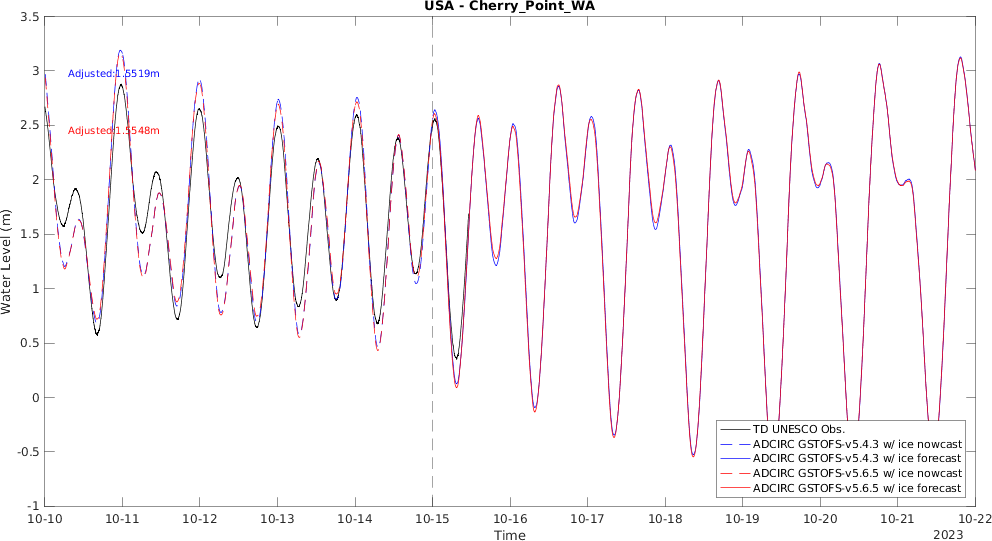 USA - Cherry_Point_WA
3.5
3
2.5
2
1.5
1
0.5
0
-0.5
-1
Water Level (m)
Adjusted:1.5519m
Adjusted:1.5548m
TD UNESCO Obs.
ADCIRC GSTOFS-v5.4.3 w/ ice nowcast
ADCIRC GSTOFS-v5.4.3 w/ ice forecast
ADCIRC GSTOFS-v5.6.5 w/ ice nowcast
ADCIRC GSTOFS-v5.6.5 w/ ice forecast
10-10 10-11 10-12 10-13 10-14 10-15 10-16 10-17 10-18 10-19 10-20 10-21 10-22
Time
2023